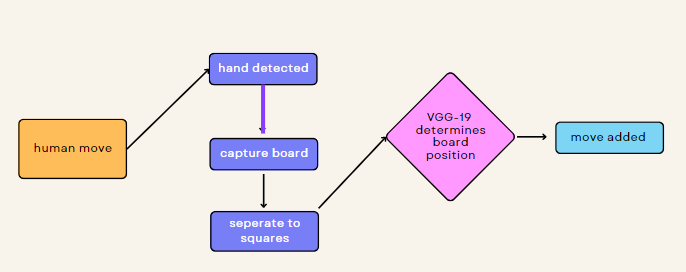 human move
hand detected
capture board
seperate to
squares
VGG-19
determines
board
position
move added